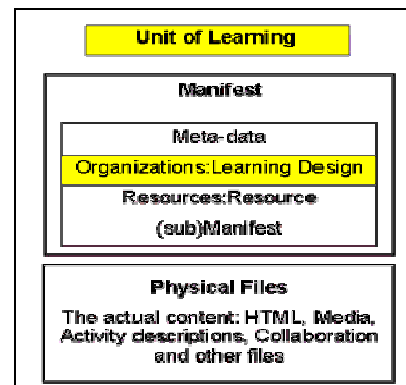 Unit of Learning
Manifest
Meta-data
Organizations:Learning Design
Resources:Resource
(sub)Manifest
Physical Files
The actual content: HTML, Media,
Activity descriptions, Collaboration
and other files